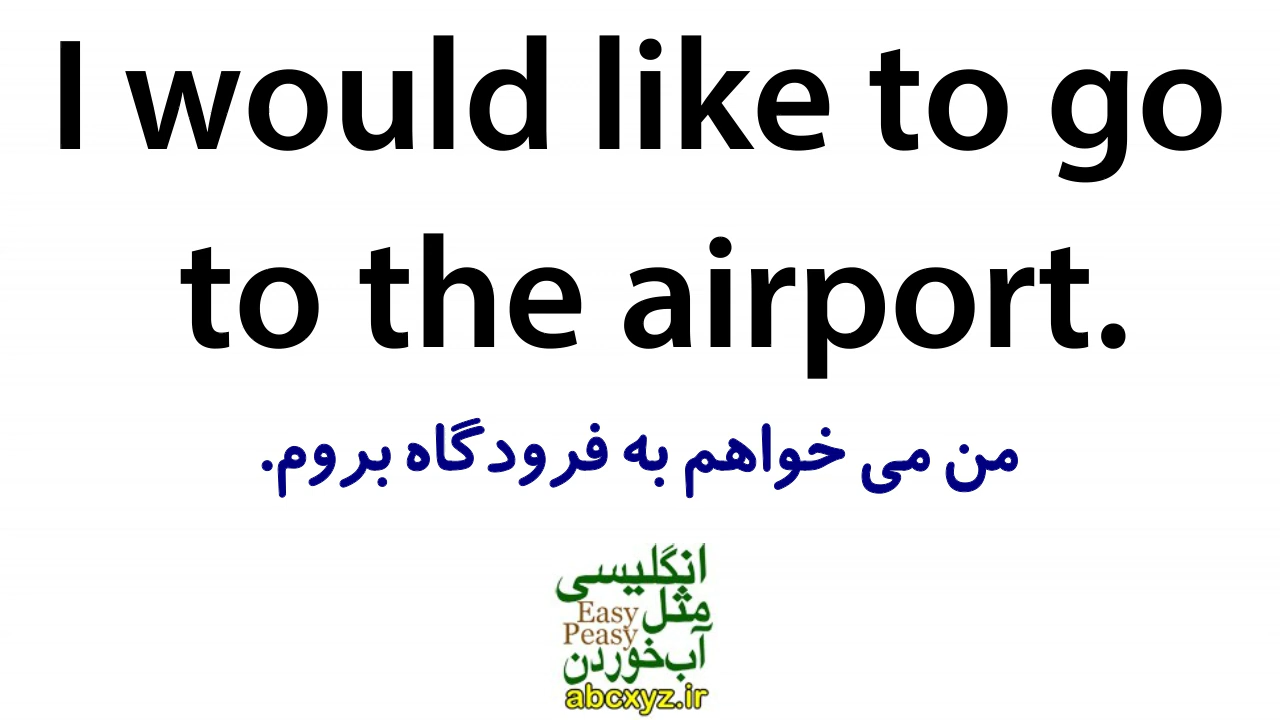 I would like to go
to the airport.
من می خواهم به فرودگاه بروم.
انگلیسی
مثل
Easy
Peasy
آب‌خوردن
abcxyz.ir